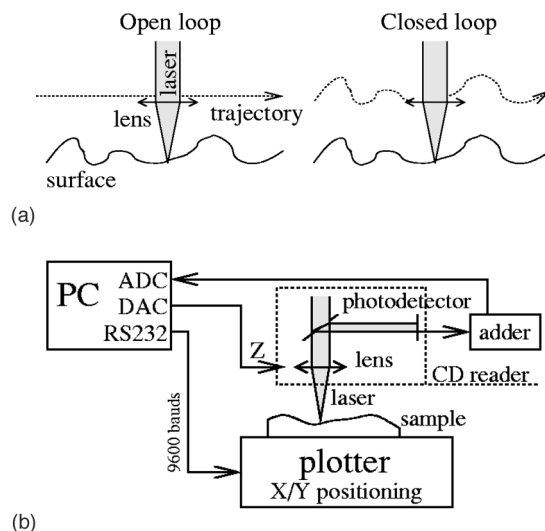 Open loop
Closed loop
laser
lens
trajectory
surface
(a)
PC
ADC
DAC
RS232
9600 bauds
Z
photodetector
lens
laser
adder
CD reader
sample
plotter
X/Y positioning
(b)